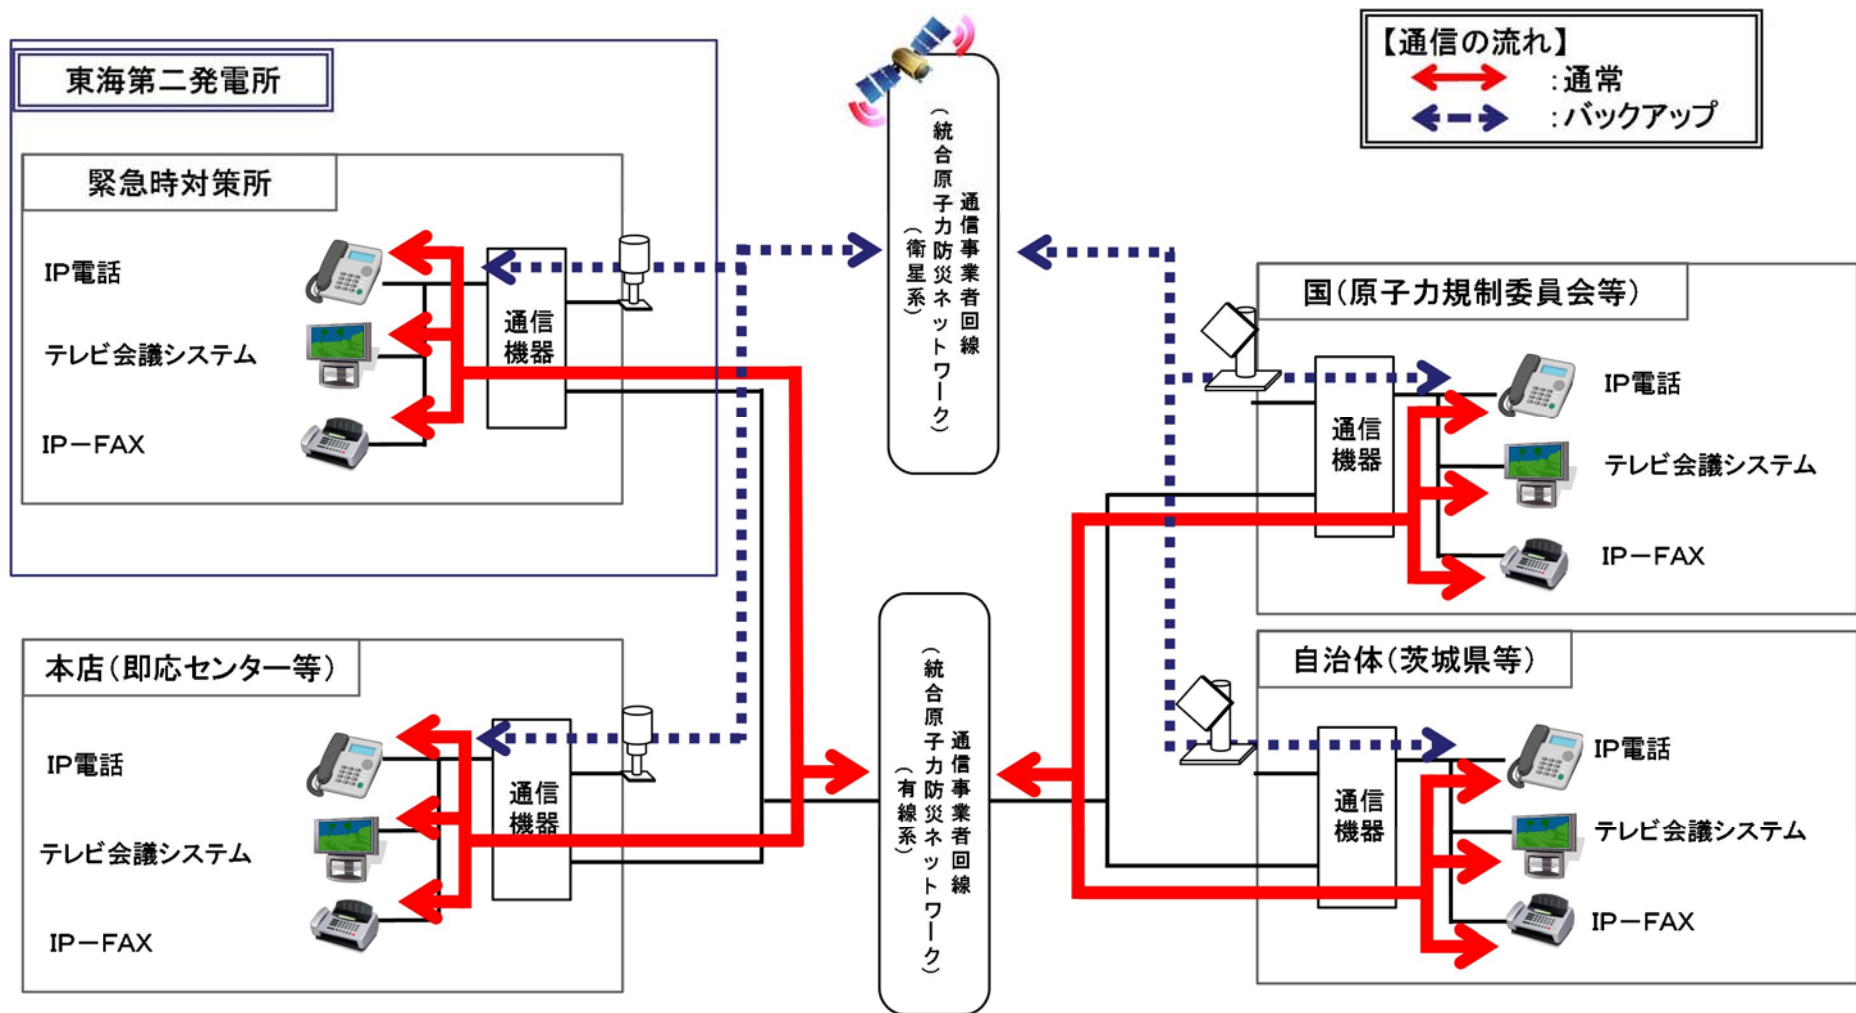 東海第二発電所
緊急時対策所
IP電話
テレビ会議システム
IP－FAX
通信
機器
本店(即応センター等)
IP電話
テレビ会議システム
IP－FAX
通信
機器
通信事業者回線
(統合原子力防災ネットワーク)
(衛星系)
通信事業者回線
(統合原子力防災ネットワーク)
(有線系)
【通信の流れ】
：通常
：バックアップ
国(原子力規制委員会等)
通信
機器
IP電話
テレビ会議システム
IP－FAX
自治体(茨城県等)
通信
機器
IP電話
テレビ会議システム
IP－FAX